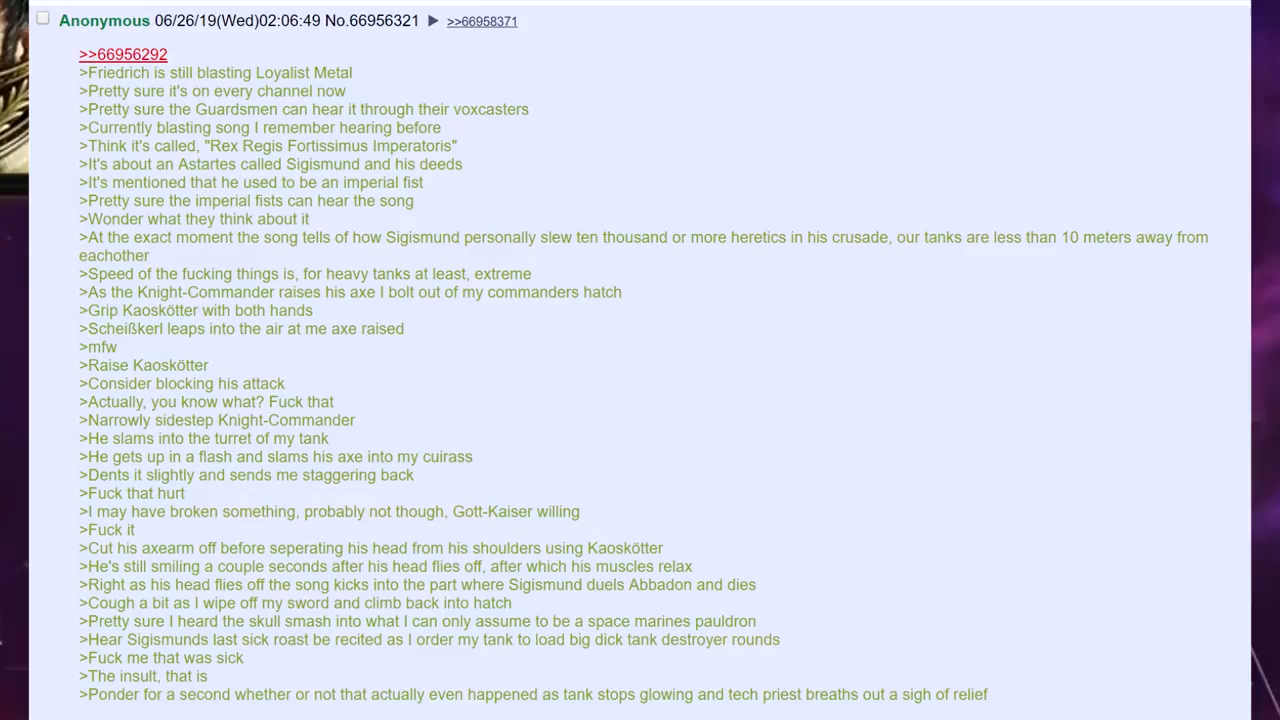 Anonymous 06/26/19(Wed)02:06:49 No.66956321 ▶ >>66958371
>>66956292
>Friedrich is still blasting Loyalist Metal
>Pretty sure it's on every channel now
>Pretty sure the Guardsmen can hear it through their voxcasters
>Currently blasting song I remember hearing before
>Think it's called, "Rex Regis Fortissimus Imperatoris"
>It's about an Astartes called Sigismund and his deeds
>It's mentioned that he used to be an imperial fist
>Pretty sure the imperial fists can hear the song
>Wonder what they think about it
>At the exact moment the song tells of how Sigismund personally slew ten thousand or more heretics in his crusade, our tanks are less than 10 meters away from
eachother
>Speed of the fucking things is, for heavy tanks at least, extreme
>As the Knight-Commander raises his axe I bolt out of my commanders hatch
>Grip Kaoskötter with both hands
>Scheißkerl leaps into the air at me axe raised
>mfw
>Raise Kaoskötter
>Consider blocking his attack
>Actually, you know what? Fuck that
>Narrowly sidestep Knight-Commander
>He slams into the turret of my tank
>He gets up in a flash and slams his axe into my cuirass
>Dents it slightly and sends me staggering back
>Fuck that hurt
>I may have broken something, probably not though, Gott-Kaiser willing
>Fuck it
>Cut his axearm off before seperating his head from his shoulders using Kaoskötter
>He's still smiling a couple seconds after his head flies off, after which his muscles relax
>Right as his head flies off the song kicks into the part where Sigismund duels Abbadon and dies
>Cough a bit as I wipe off my sword and climb back into hatch
>Pretty sure I heard the skull smash into what I can only assume to be a space marines pauldron
>Hear Sigismunds last sick roast be recited as I order my tank to load big dick tank destroyer rounds
>Fuck me that was sick
>The insult, that is
>Ponder for a second whether or not that actually even happened as tank stops glowing and tech priest breaths out a sigh of relief